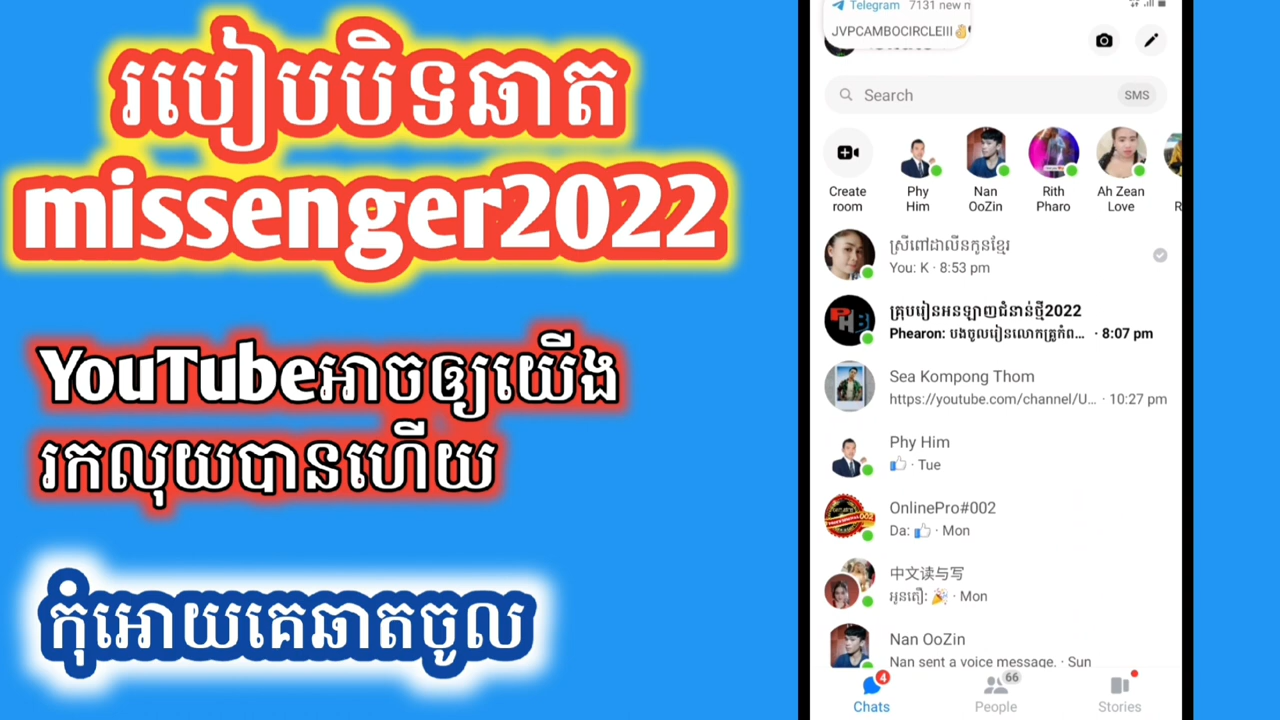 របៀបបិទឆាត
missenger2022
YouTubeអាចឲ្យយើង
រកលុយបានហើយ
កុំអោយគេឆាតចូល
Telegram 7131 new m
JVPCAMBOCIRCLEIII👌
Search SMS
Create room
Phy Him
Nan OoZin
Rith Pharo
Ah Zean Love
R
ស្រីពៅដាលីនកូនខ្មែរ
You: K · 8:53 pm
គ្រុបរៀនអនឡាញជំនាន់ថ្មី2022
Phearon: បងចូលរៀនលោកគ្រូកំព... · 8:07 pm
Sea Kompong Thom
https://youtube.com/channel/U... · 10:27 pm
Phy Him
👍 · Tue
OnlinePro#002
Da: 👍 · Mon
中文读与写
អូនតឿ: 🎉 · Mon
Nan OoZin
Nan sent a voice message. · Sun
4 66
Chats People Stories